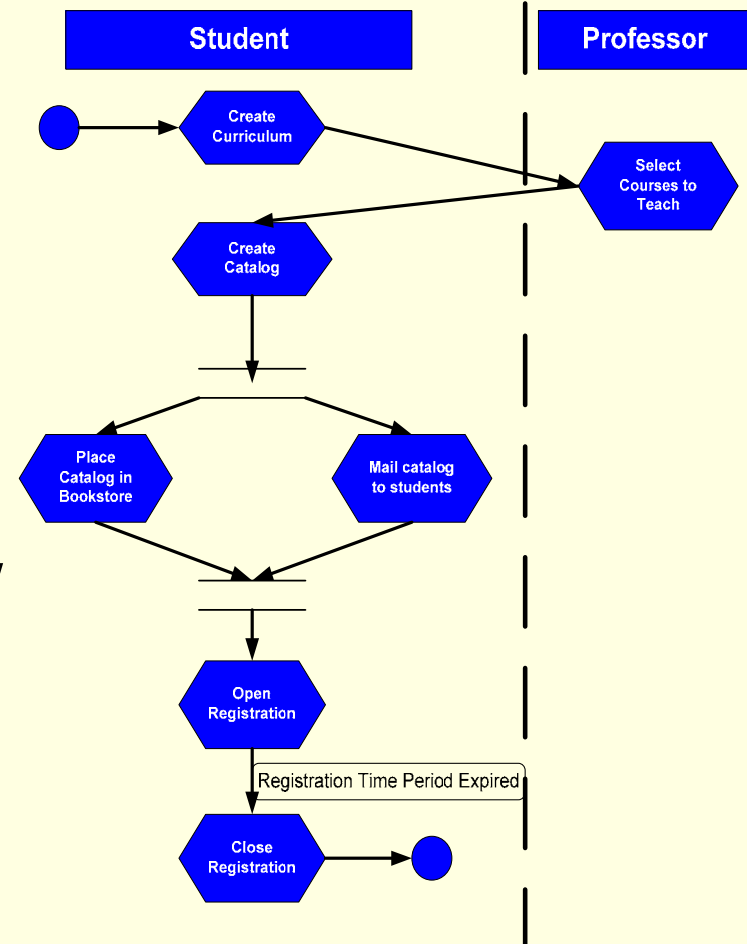 Student
Professor
Create
Curriculum
Select
Courses to
Teach
Create
Catalog
Place
Catalog in
Bookstore
Mail catalog
to students
Open
Registration
Registration Time Period Expired
Close
Registration